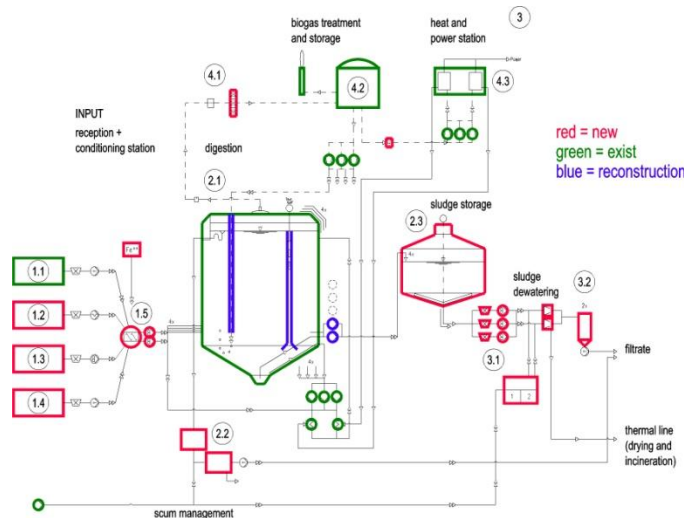 biogas treatment
and storage
heat and
power station
3
4.1
4.2
4.3
INPUT
reception +
conditioning station
digestion
red = new
green = exist
blue = reconstruction
2.1
2.3
sludge storage
1.1
1.2
1.3
1.4
1.5
sludge
dewatering
3.2
filtrate
3.1
1 2
2.2
thermal line
(drying and
incineration)
scum management